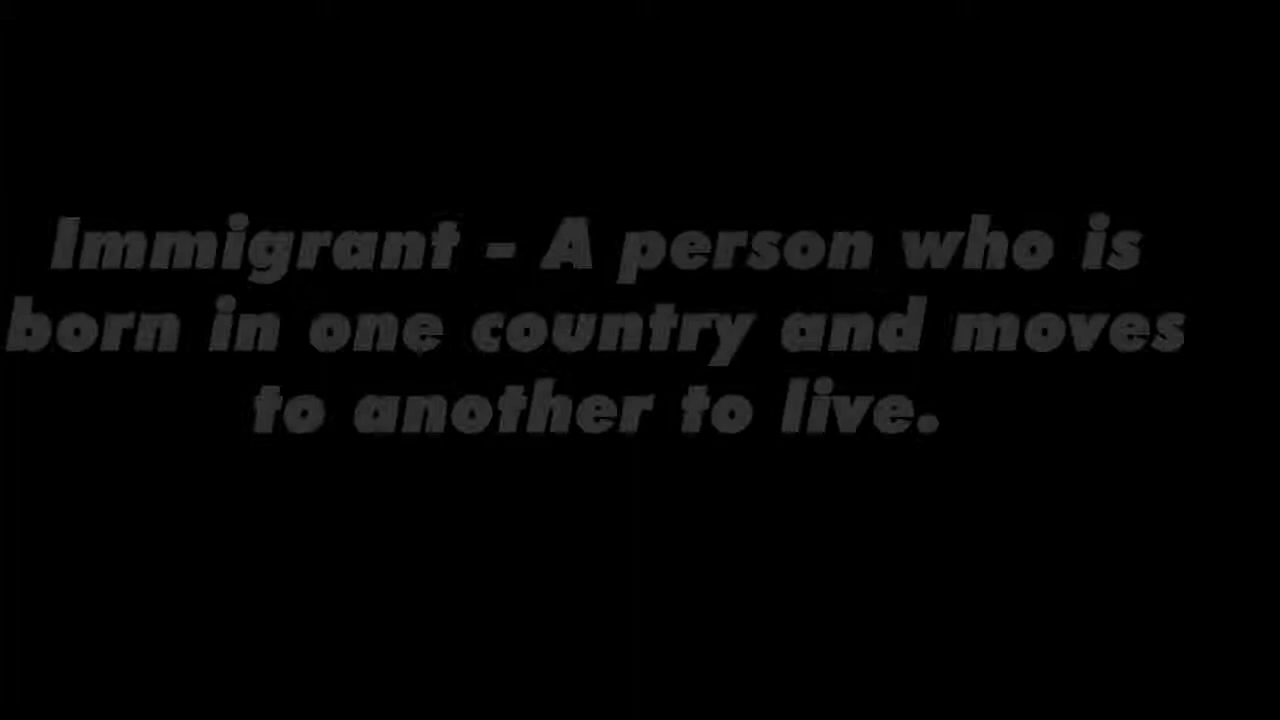 Immigrant - A person who is
born in one country and moves
to another to live.